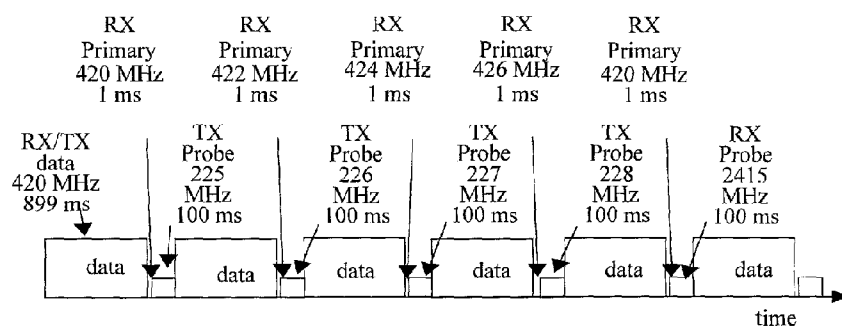 RX
Primary
420 MHz
1 ms
RX
Primary
422 MHz
1 ms
RX
Primary
424 MHz
1 ms
RX
Primary
426 MHz
1 ms
RX
Primary
420 MHz
1 ms
RX/TX
data
420 MHz
899 ms
TX
Probe
225
MHz
100 ms
TX
Probe
226
MHz
100 ms
TX
Probe
227
MHz
100 ms
TX
Probe
228
MHz
100 ms
RX
Probe
2415
MHz
100 ms
data
data
data
data
data
data
time